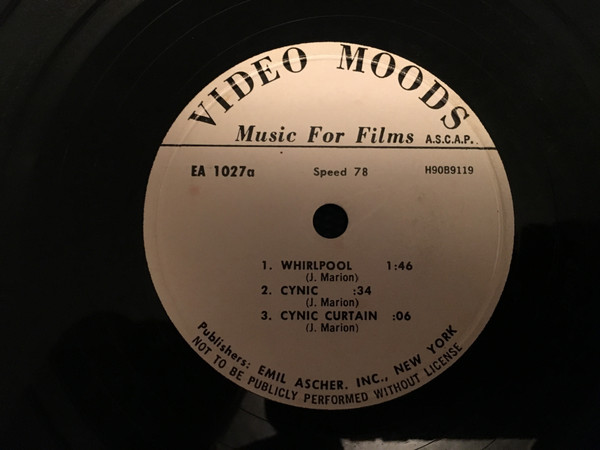 VIDEO MOODS
Music For Films A.S.C.A.P.
EA 1027a Speed 78 H9OB9119
1. WHIRLPOOL 1:46
(J. Marion)
2. CYNIC :34
(J. Marion)
3. CYNIC CURTAIN :06
(J. Marion)
Publishers: EMIL ASCHER. INC., NEW YORK
NOT TO BE PUBLICLY PERFORMED WITHOUT LICENSE